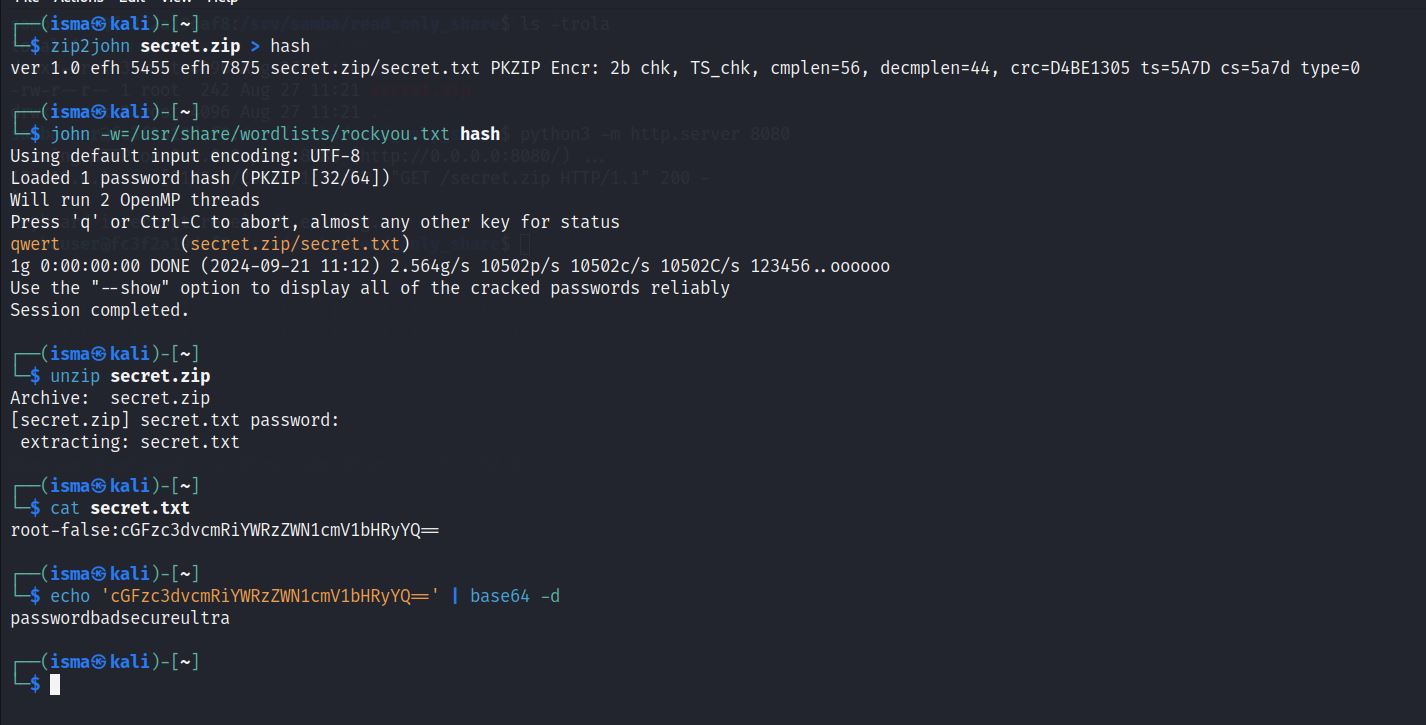 ┌──(isma㉿kali)-[~]
└─$ zip2john secret.zip > hash
ver 1.0 efh 5455 efh 7875 secret.zip/secret.txt PKZIP Encr: 2b chk, TS_chk, cmplen=56, decmplen=44, crc=D4BE1305 ts=5A7D cs=5a7d type=0
┌──(isma㉿kali)-[~]
└─$ john -w=/usr/share/wordlists/rockyou.txt hash
Using default input encoding: UTF-8
Loaded 1 password hash (PKZIP [32/64])
Will run 2 OpenMP threads
Press 'q' or Ctrl-C to abort, almost any other key for status
qwert            (secret.zip/secret.txt)
1g 0:00:00:00 DONE (2024-09-21 11:12) 2.564g/s 10502p/s 10502c/s 10502C/s 123456..oooooo
Use the "--show" option to display all of the cracked passwords reliably
Session completed.
┌──(isma㉿kali)-[~]
└─$ unzip secret.zip
Archive:  secret.zip
[secret.zip] secret.txt password:
 extracting: secret.txt
┌──(isma㉿kali)-[~]
└─$ cat secret.txt
root-false:cGFzc3dvcmRiYWRzZWN1cmV1bHRyYQ==
┌──(isma㉿kali)-[~]
└─$ echo 'cGFzc3dvcmRiYWRzZWN1cmV1bHRyYQ==' | base64 -d
passwordbadsecureultra
┌──(isma㉿kali)-[~]
└─$